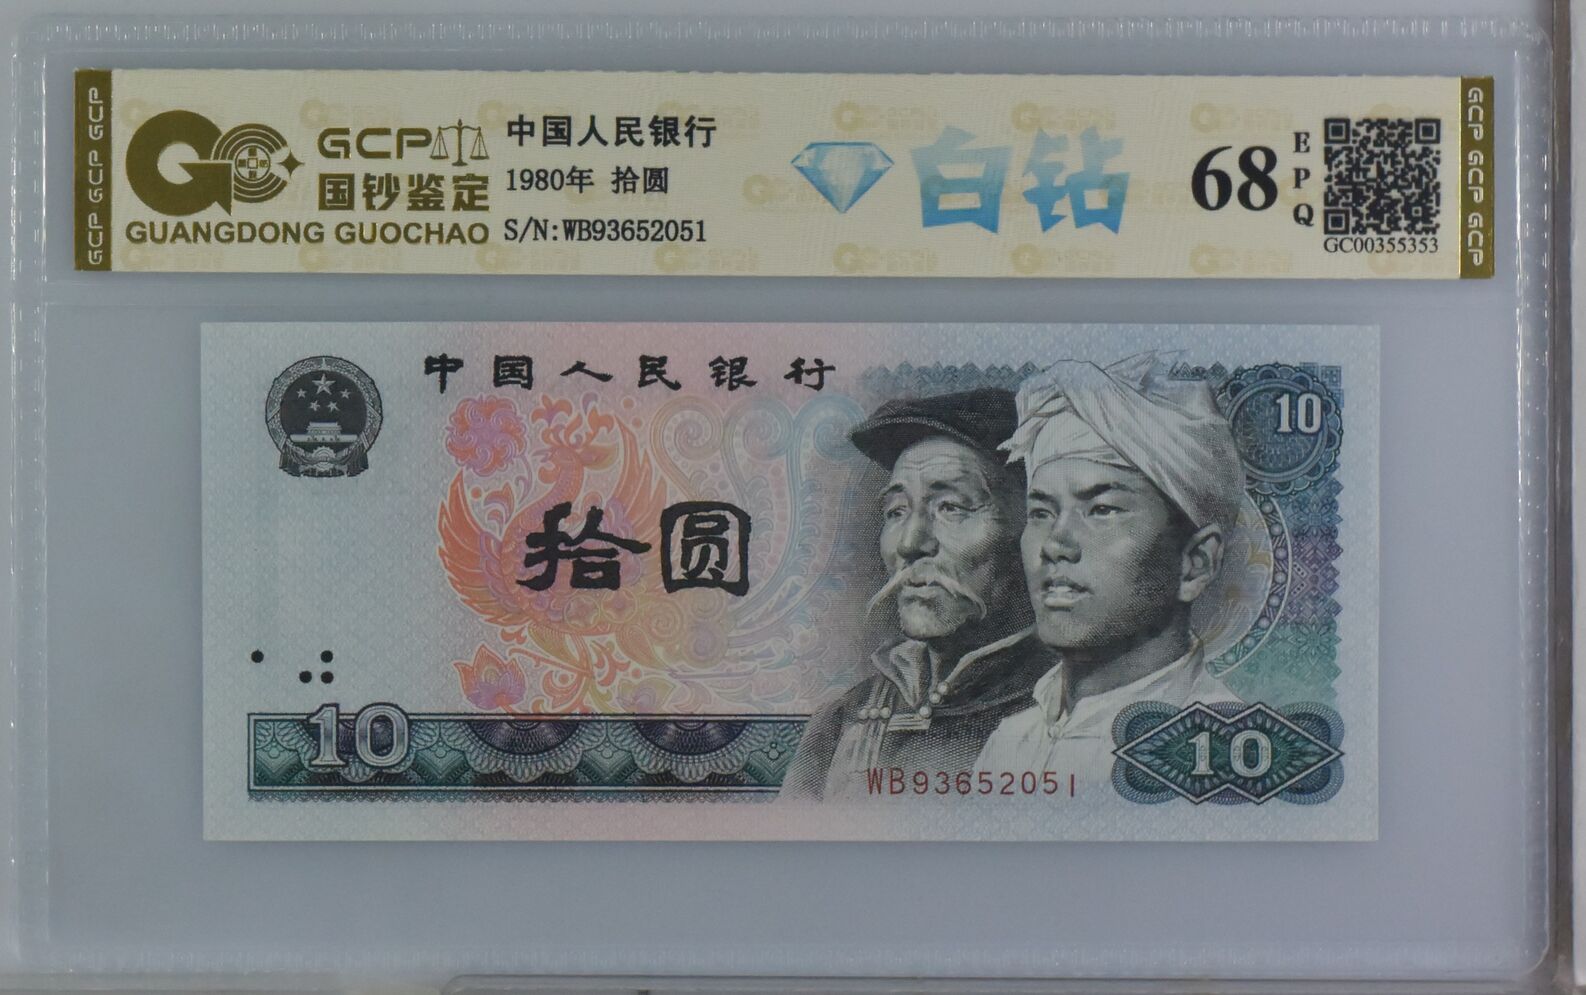 GCP GCP GCP
GC
GCP
国钞鉴定
GUANGDONG GUOCHAO
中国人民银行
1980年 拾圆
S/N:WB93652051
白钻
68
EPQ
GC00355353
GCP GCP GCP
中国人民银行
10
拾圆
10
WB93652051
10